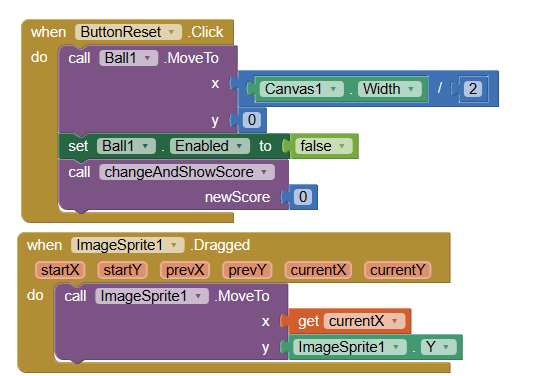 when ButtonReset .Click
do call Ball1 .MoveTo
x Canvas1 . Width / 2
y 0
set Ball1 . Enabled to false
call changeAndShowScore
newScore 0
when ImageSprite1 .Dragged
startX startY prevX prevY currentX currentY
do call ImageSprite1 .MoveTo
x get currentX
y ImageSprite1 . Y